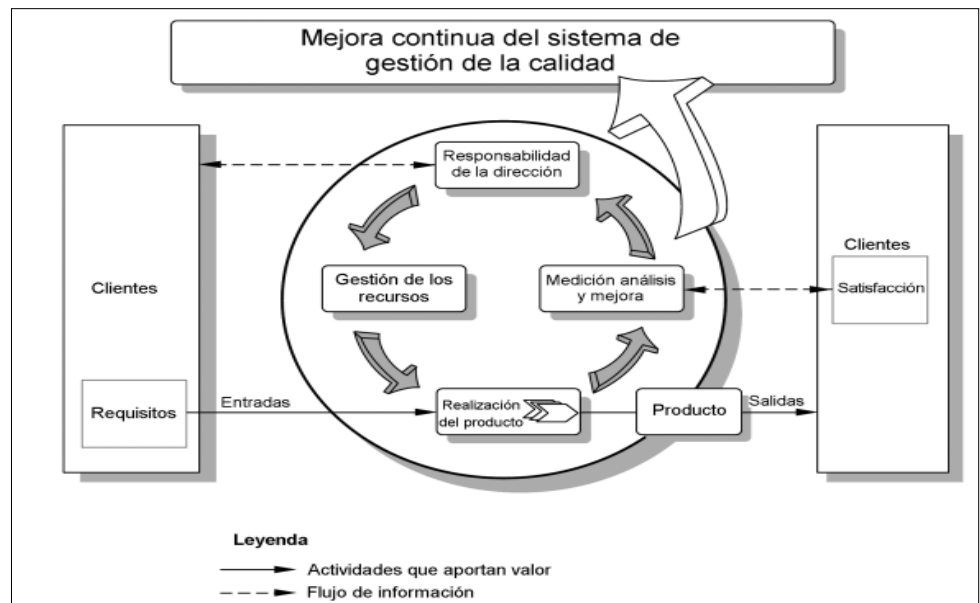 Mejora continua del sistema de
gestión de la calidad
Responsabilidad
de la dirección
Clientes
Gestión de los
recursos
Medición análisis
y mejora
Clientes
Satisfacción
Requisitos
Entradas
Realización
del producto
Producto
Salidas
Leyenda
Actividades que aportan valor
Flujo de información